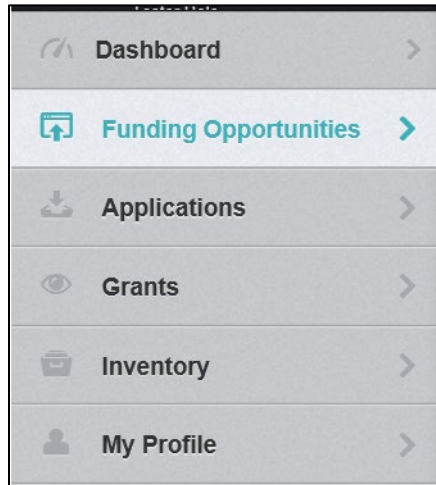 Dashboard
Funding Opportunities
Applications
Grants
Inventory
My Profile